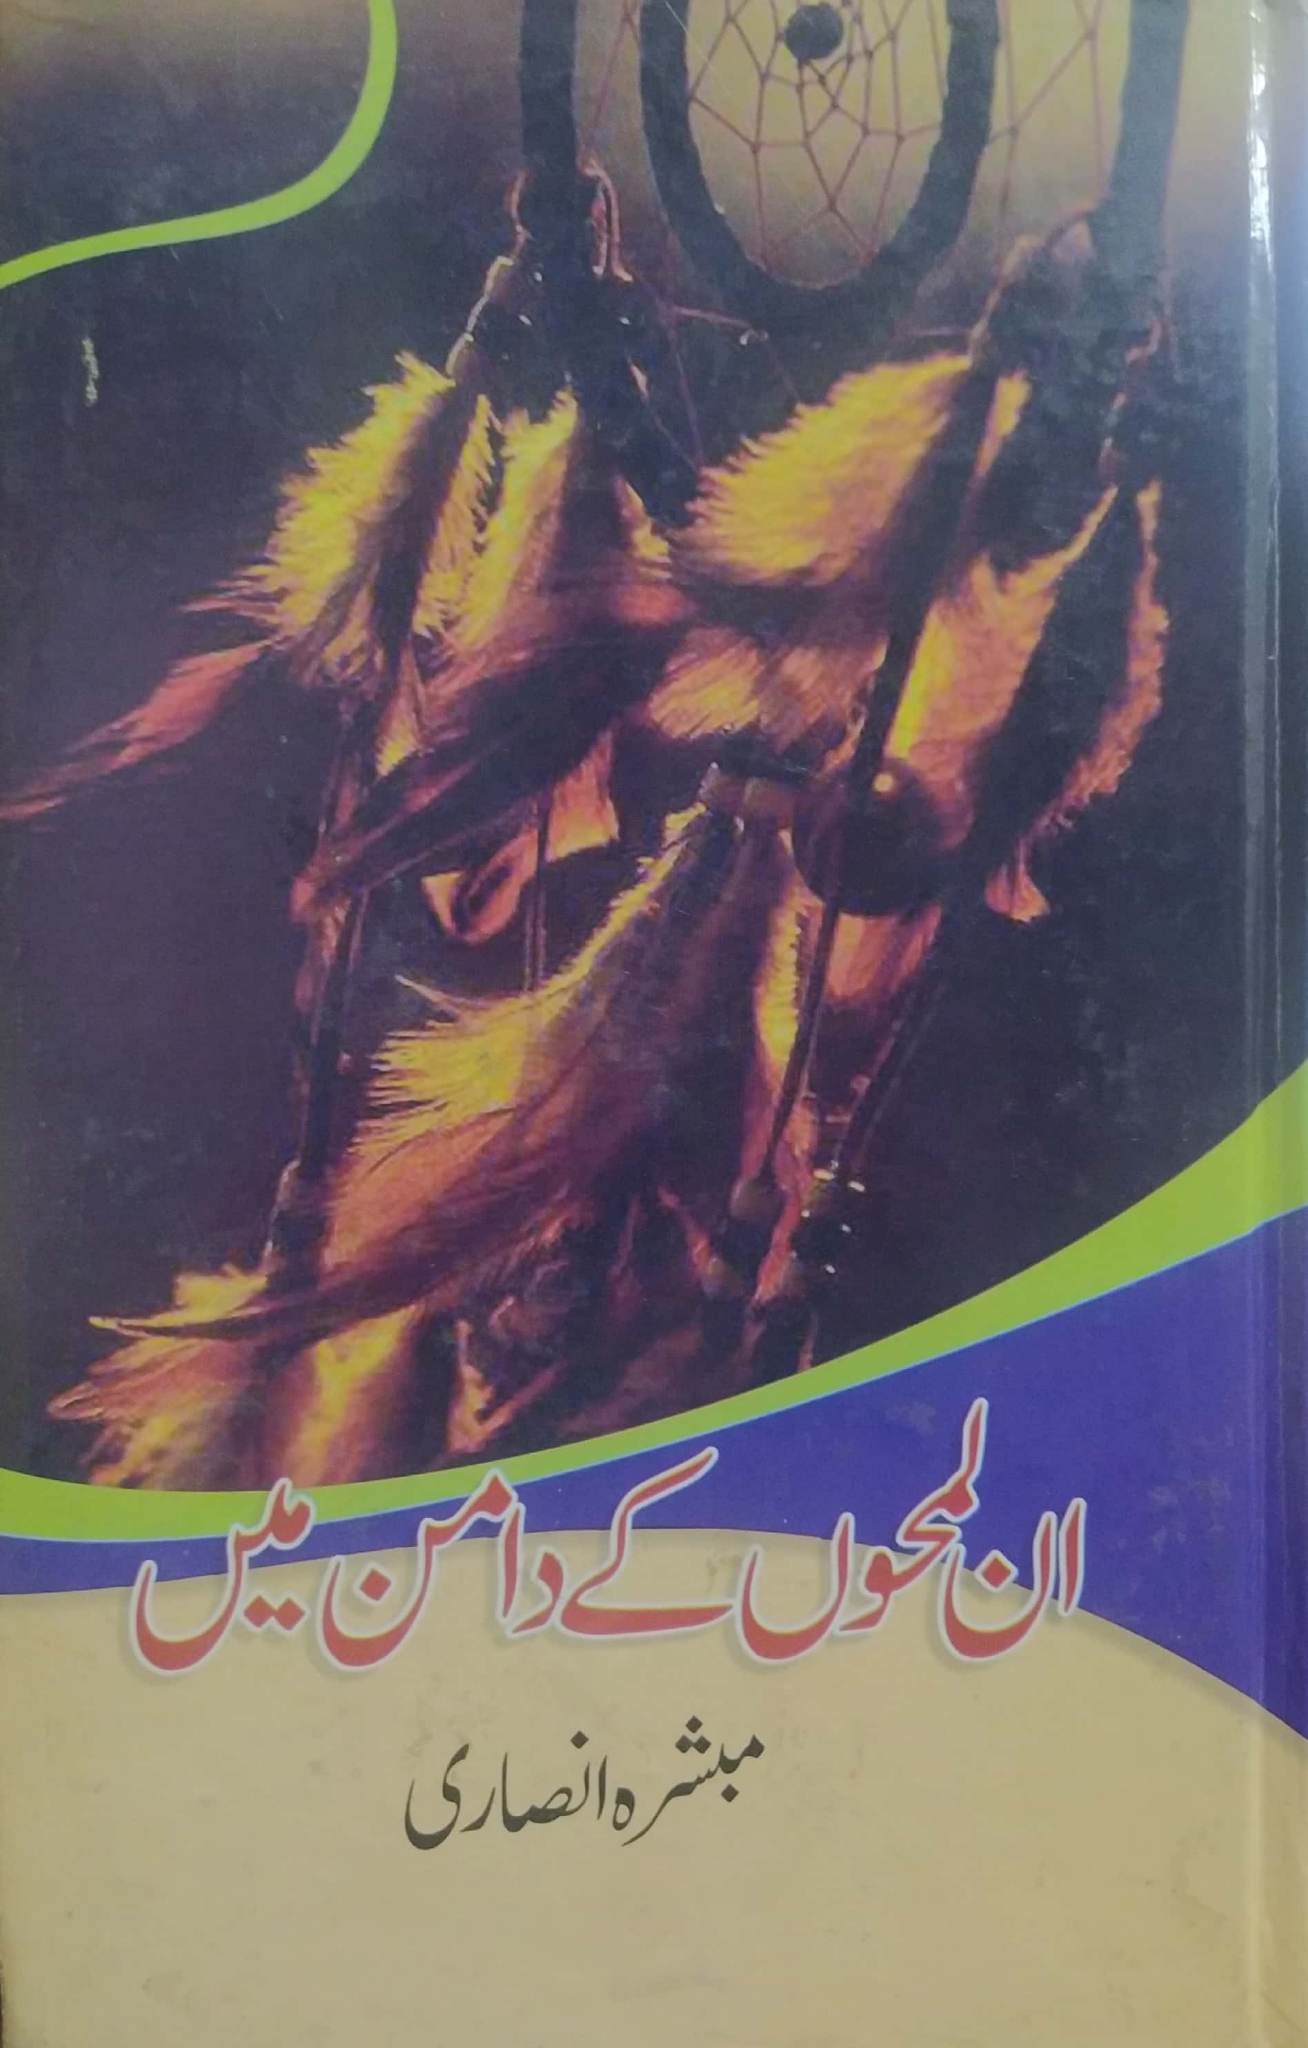 ان لمحوں کے دامن میں
مبشرہ انصاری